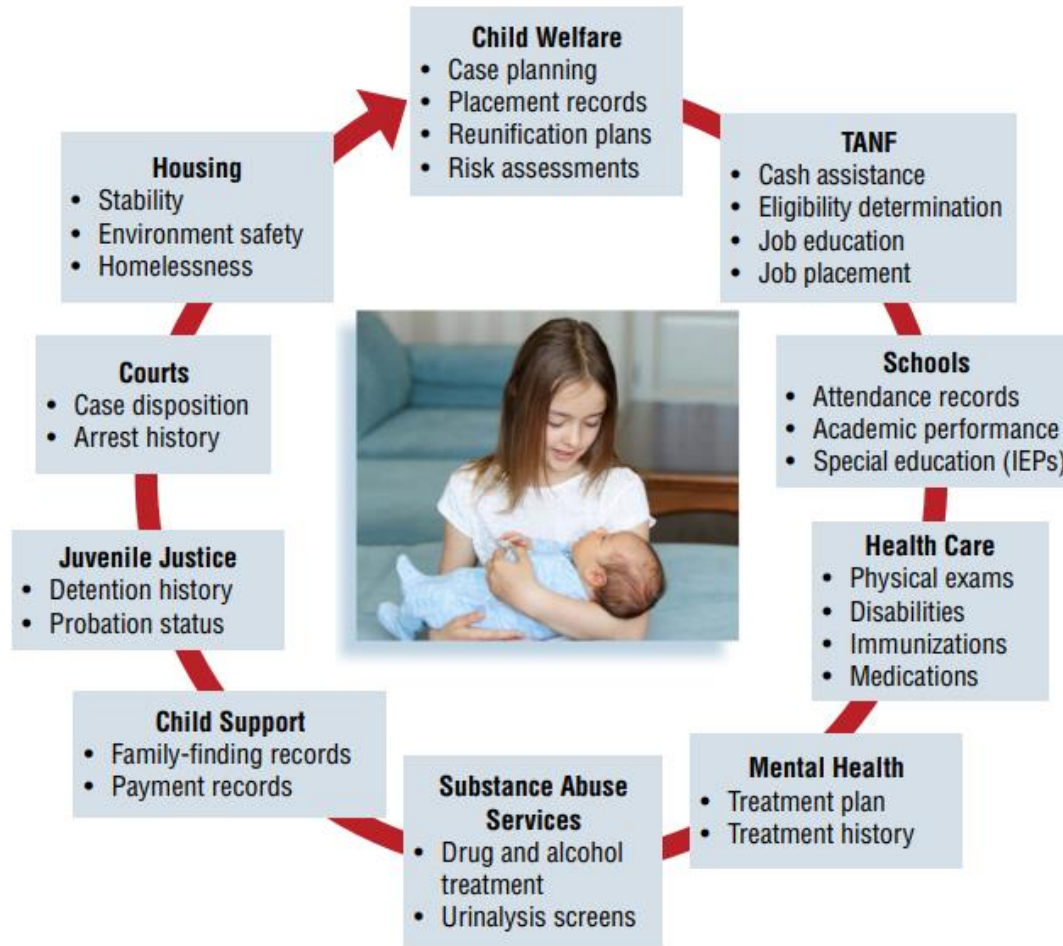 Child Welfare
• Case planning
• Placement records
• Reunification plans
• Risk assessments
TANF
• Cash assistance
• Eligibility determination
• Job education
• Job placement
Schools
• Attendance records
• Academic performance
• Special education (IEPs)
Health Care
• Physical exams
• Disabilities
• Immunizations
• Medications
Mental Health
• Treatment plan
• Treatment history
Substance Abuse
Services
• Drug and alcohol
treatment
• Urinalysis screens
Child Support
• Family-finding records
• Payment records
Juvenile Justice
• Detention history
• Probation status
Courts
• Case disposition
• Arrest history
Housing
• Stability
• Environment safety
• Homelessness